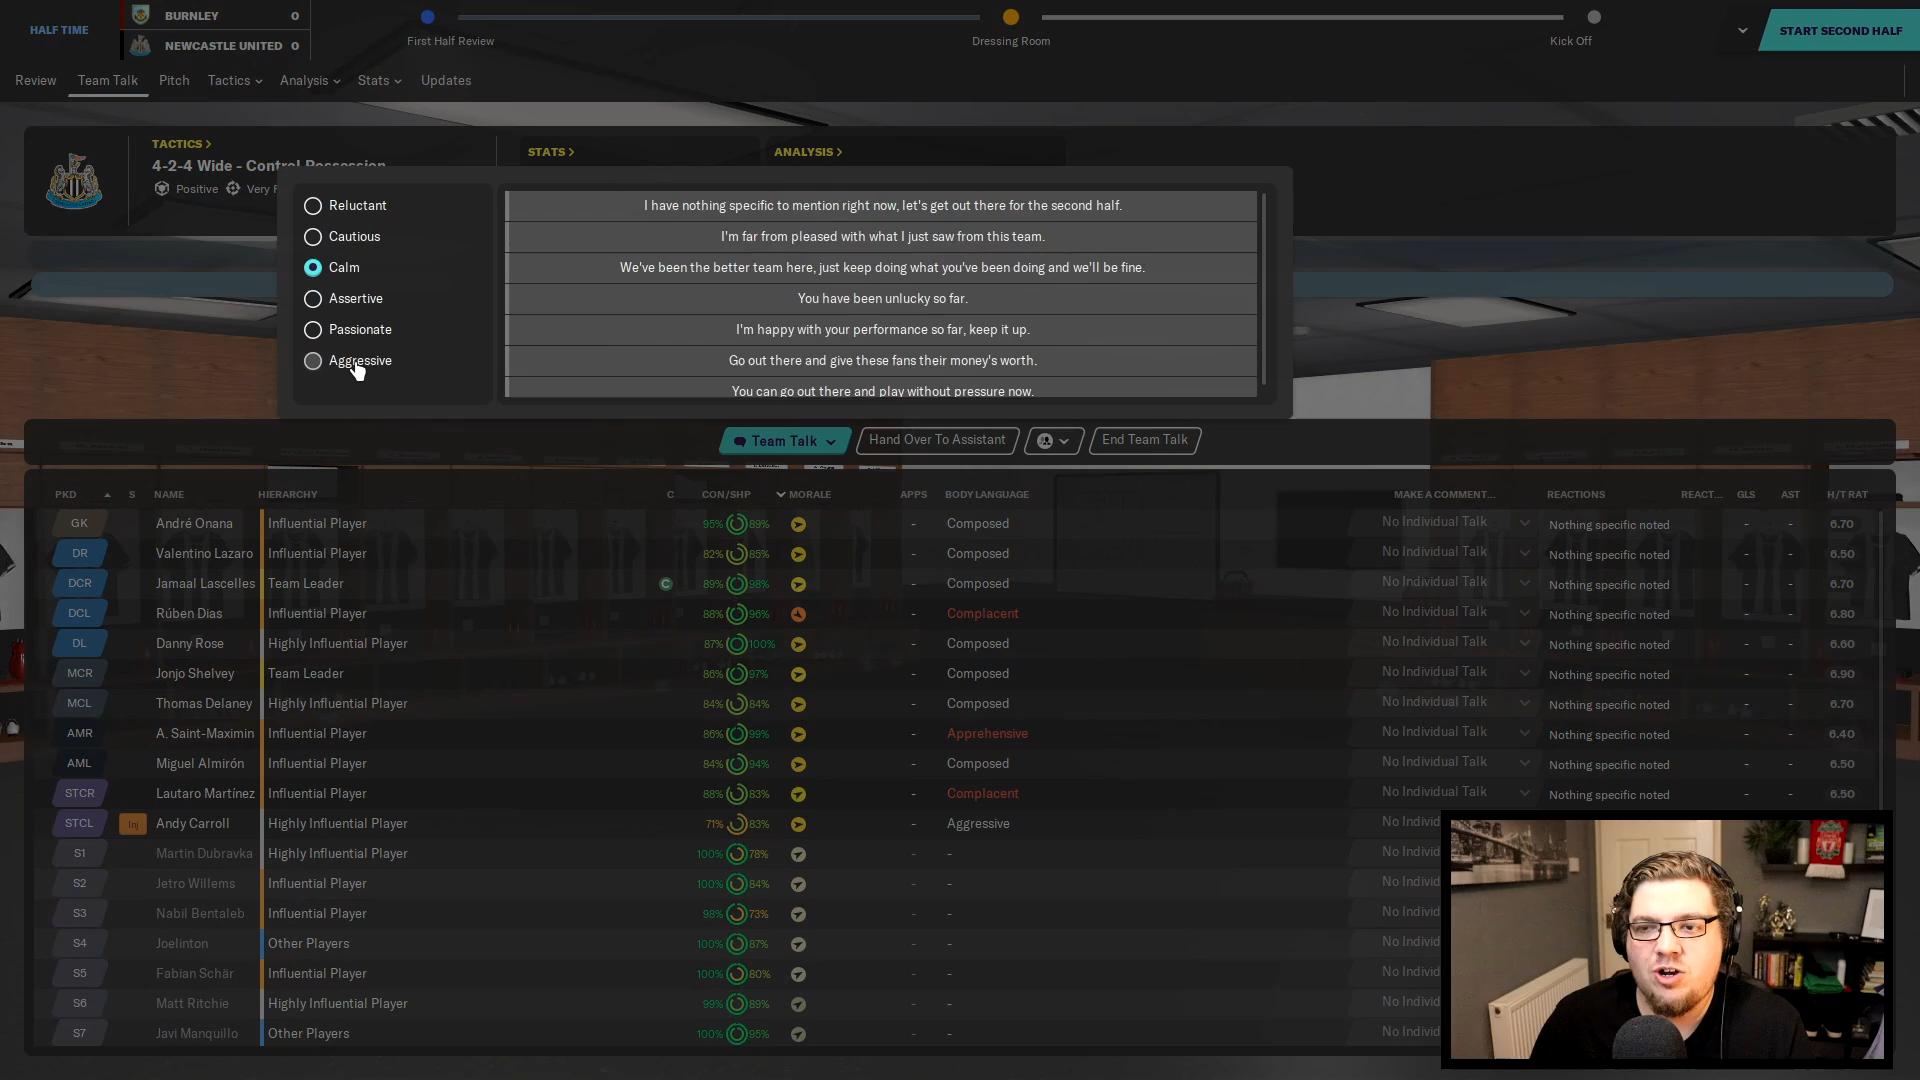 HALF TIME
BURNLEY 0
NEWCASTLE UNITED 0
First Half Review
Dressing Room
Kick Off
START SECOND HALF
Review Team Talk Pitch Tactics Analysis Stats Updates
TACTICS >
4-2-4 Wide - Control Possession
Positive Very
STATS >
ANALYSIS >
Reluctant
Cautious
Calm
Assertive
Passionate
Aggressive
I have nothing specific to mention right now, let's get out there for the second half.
I'm far from pleased with what I just saw from this team.
We've been the better team here, just keep doing what you've been doing and we'll be fine.
You have been unlucky so far.
I'm happy with your performance so far, keep it up.
Go out there and give these fans their money's worth.
You can go out there and play without pressure now.
Team Talk Hand Over To Assistant End Team Talk
PKD S NAME HIERARCHY C CON/SHP MORALE APPS BODY LANGUAGE MAKE A COMMENT... REACTIONS REACT... GLS AST H/T RAT
GK André Onana Influential Player 95% 89% - Composed No Individual Talk Nothing specific noted - - 6.70
DR Valentino Lazaro Influential Player 82% 85% - Composed No Individual Talk Nothing specific noted - - 6.50
DCR Jamaal Lascelles Team Leader C 89% 98% - Composed No Individual Talk Nothing specific noted - - 6.70
DCL Rúben Dias Influential Player 88% 96% - Complacent No Individual Talk Nothing specific noted - - 6.80
DL Danny Rose Highly Influential Player 87% 100% - Composed No Individual Talk Nothing specific noted - - 6.60
MCR Jonjo Shelvey Team Leader 86% 97% - Composed No Individual Talk Nothing specific noted - - 6.90
MCL Thomas Delaney Highly Influential Player 84% 84% - Composed No Individual Talk Nothing specific noted - - 6.70
AMR A. Saint-Maximin Influential Player 86% 99% - Apprehensive No Individual Talk Nothing specific noted - - 6.40
AML Miguel Almirón Influential Player 84% 94% - Composed No Individual Talk Nothing specific noted - - 6.50
STCR Lautaro Martínez Influential Player 88% 83% - Complacent No Individual Talk Nothing specific noted - - 6.50
STCL Inj Andy Carroll Highly Influential Player 71% 83% - Aggressive No Individ
S1 Martin Dubravka Highly Influential Player 100% 78% - - No Individ
S2 Jetro Willems Influential Player 100% 84% - - No Individ
S3 Nabil Bentaleb Influential Player 98% 73% - - No Individ
S4 Joelinton Other Players 100% 87% - - No Individ
S5 Fabian Schär Influential Player 100% 80% - - No Individ
S6 Matt Ritchie Highly Influential Player 99% 89% - - No Individ
S7 Javi Manquillo Other Players 100% 95% - - No Individ